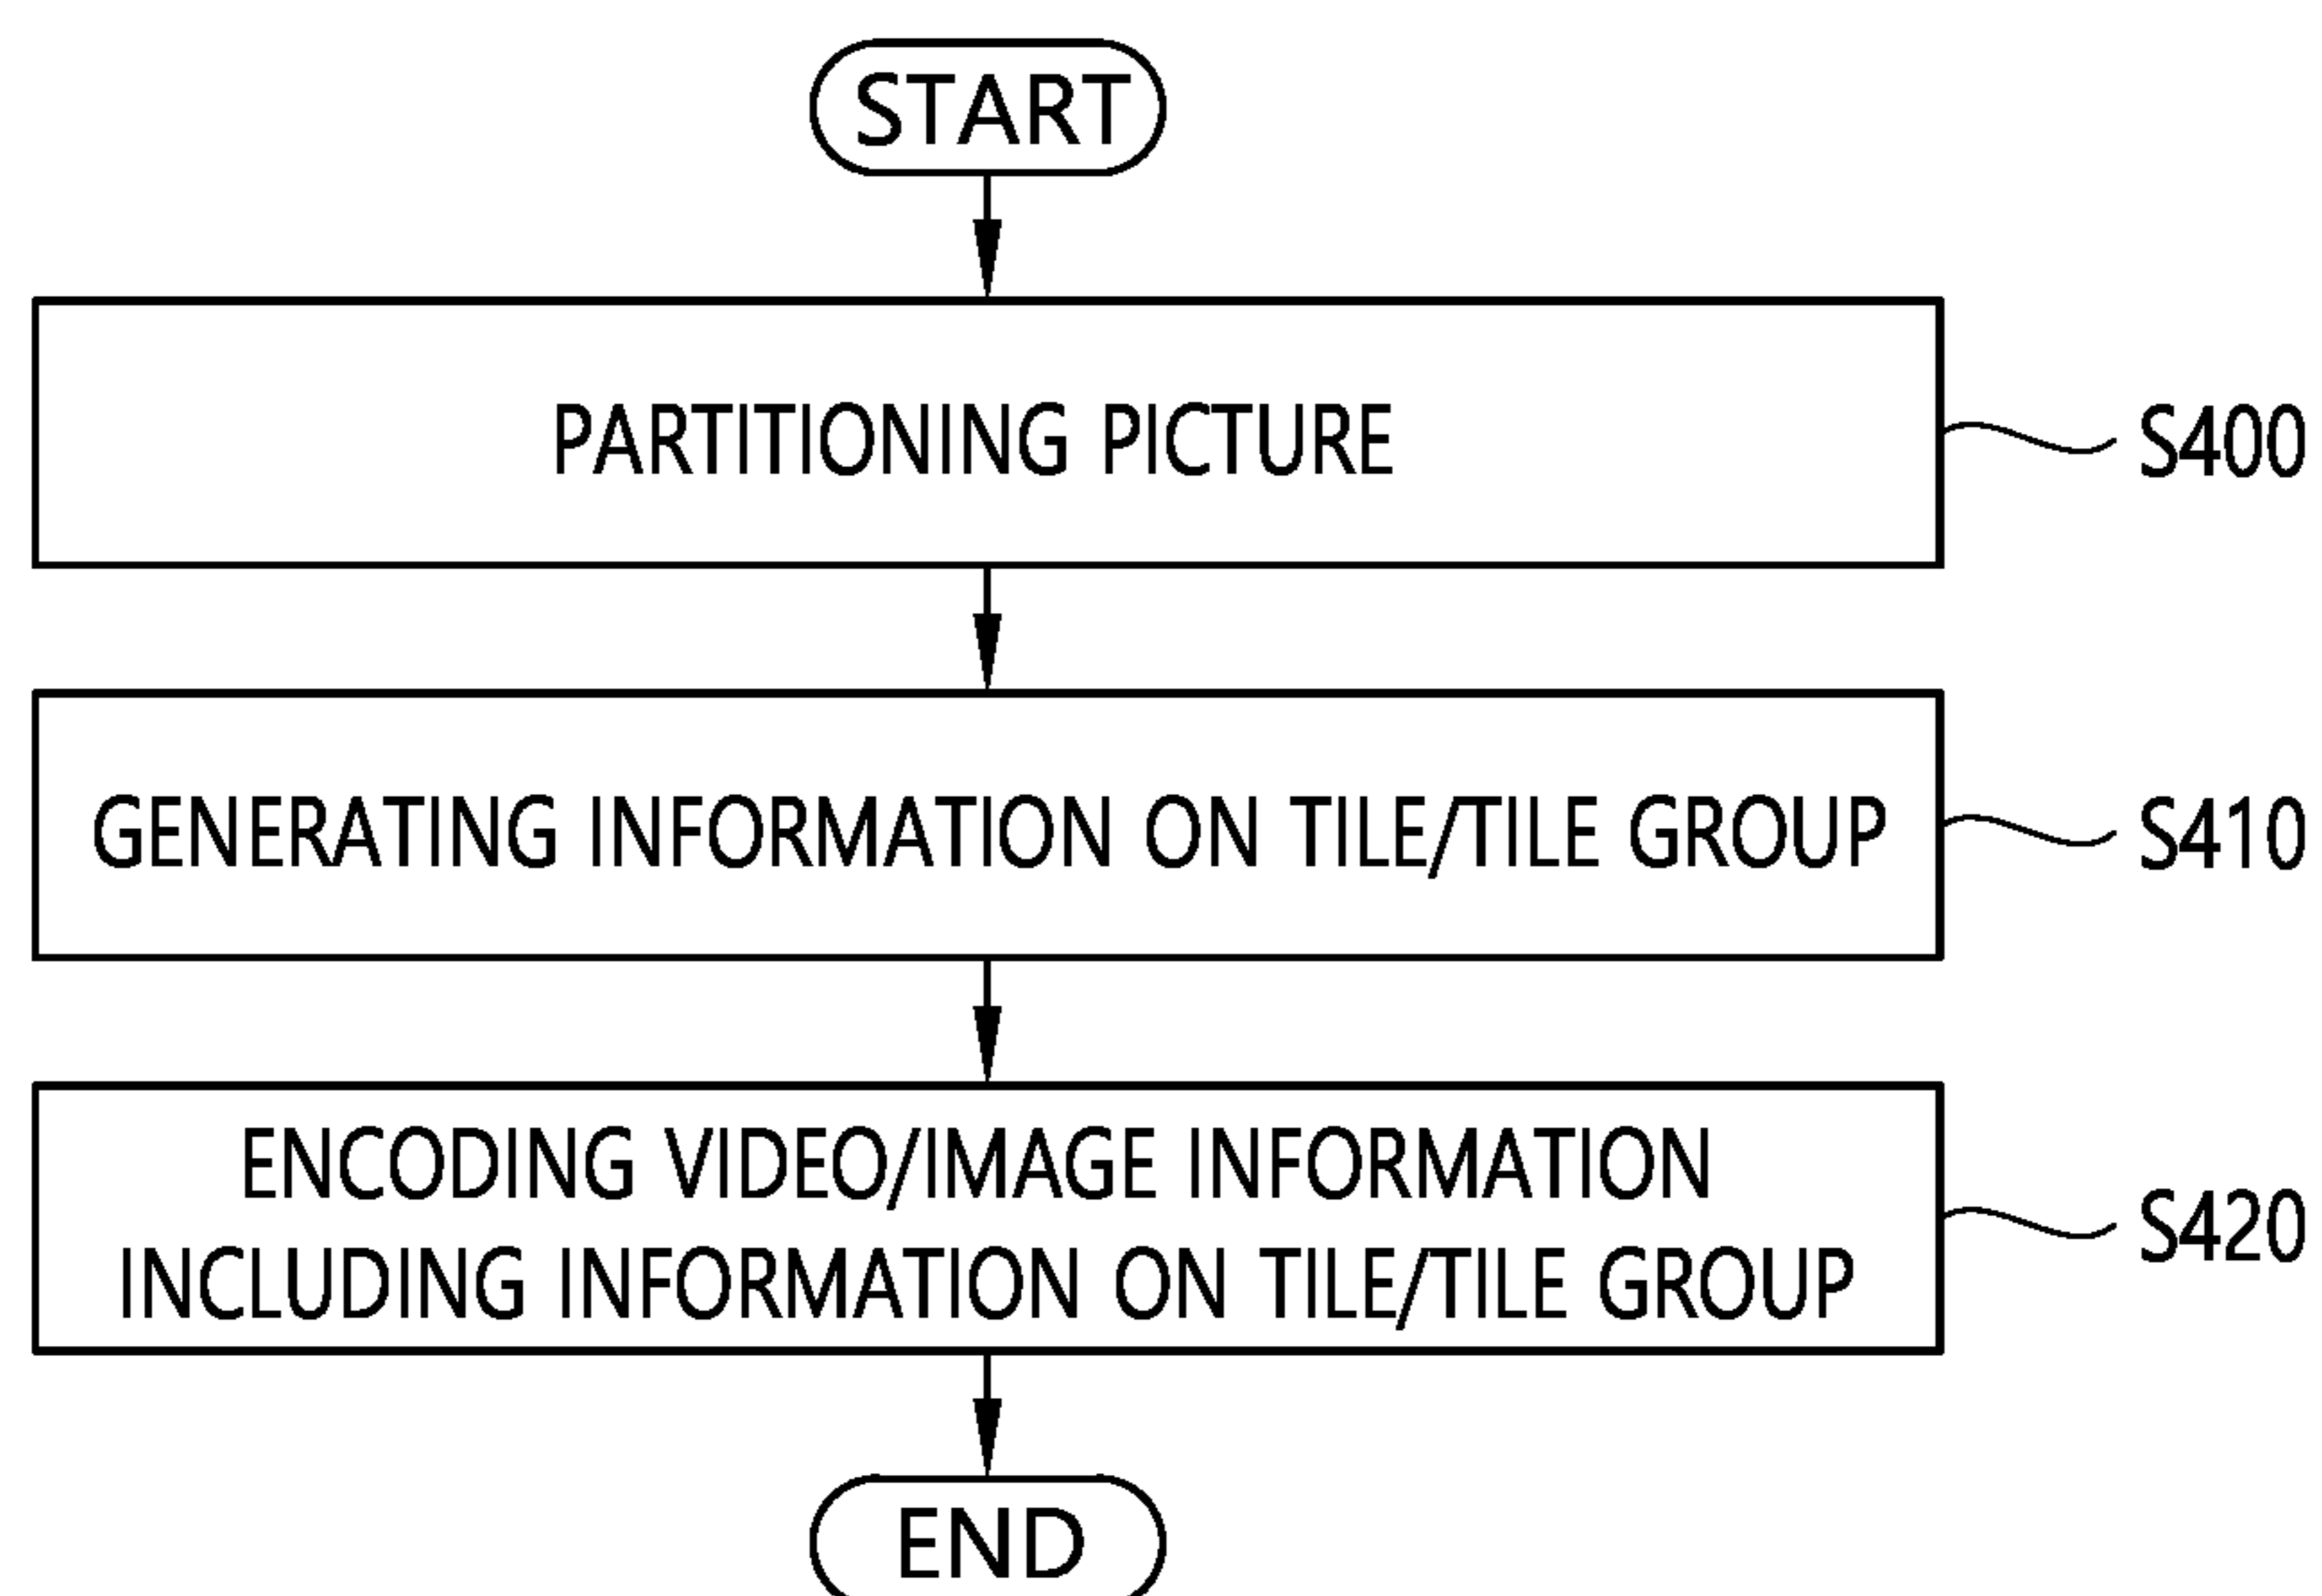 START
PARTITIONING PICTURE
S400
GENERATING INFORMATION ON TILE/TILE GROUP
S410
ENCODING VIDEO/IMAGE INFORMATION
INCLUDING INFORMATION ON TILE/TILE GROUP
S420
END